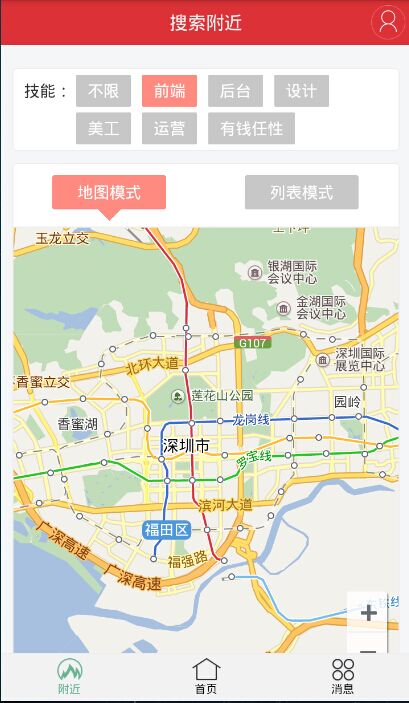 搜索附近
技能： 不限 前端 后台 设计
美工 运营 有钱任性
地图模式 列表模式
玉龙立交
银湖国际
会议中心
金湖国际
会议中心
G107
深圳国际
展览中心
北环大道
香蜜立交
莲花山公园
园岭
香蜜湖
龙岗线
深圳市
罗宝线
滨河大道
广深高速
福田区
福强路
广深高速
+
附近 首页 消息